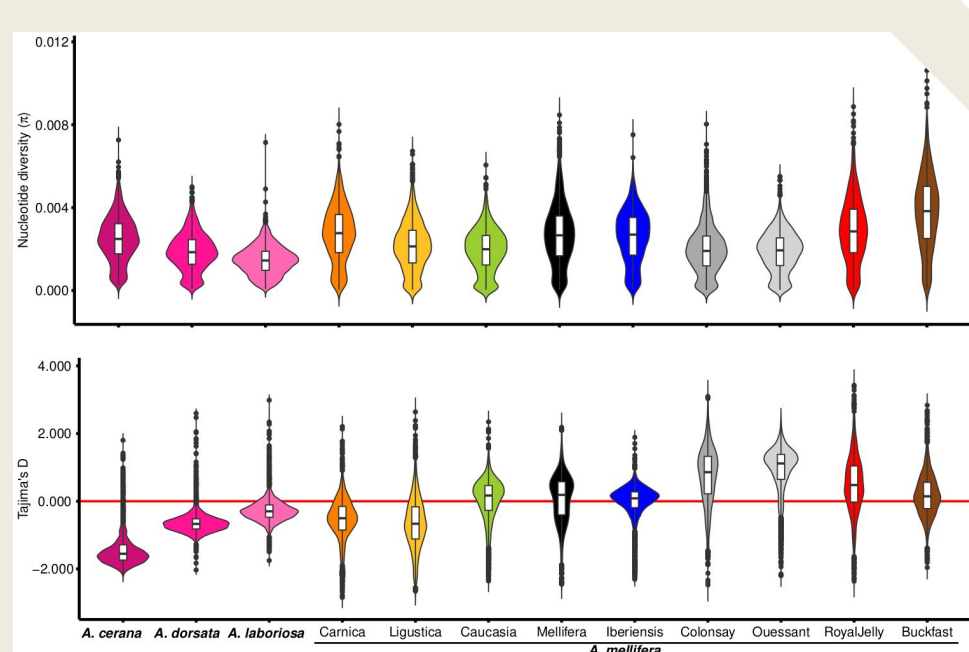 Nucleotide diversity (π)
0.012
0.008
0.004
0.000
Tajima's D
4.000
2.000
0.000
−2.000
A. cerana A. dorsata A. laboriosa Carnica Ligustica Caucasia Mellifera Iberiensis Colonsay Ouessant RoyalJelly Buckfast
A. mellifera